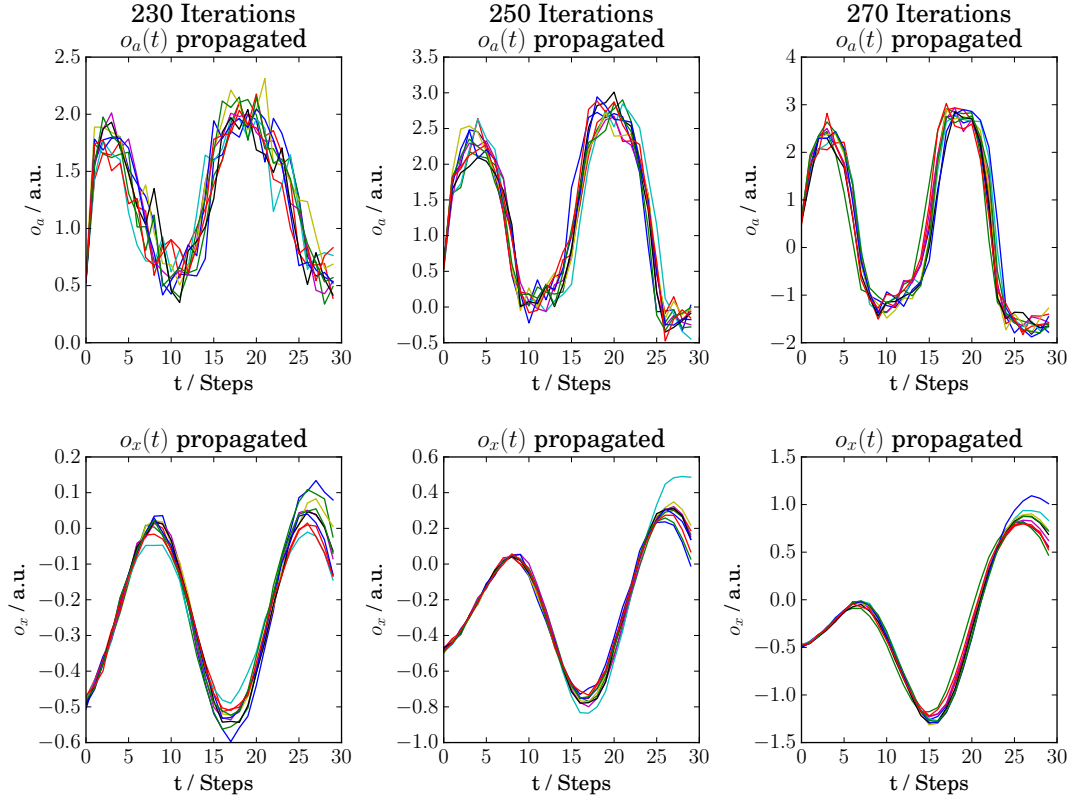 230 Iterations
250 Iterations
270 Iterations
o_a(t) propagated
o_a(t) propagated
o_a(t) propagated
o_a / a.u.
2.5
2.0
1.5
1.0
0.5
0.0
0 5 10 15 20 25 30
t / Steps
o_a / a.u.
3.5
3.0
2.5
2.0
1.5
1.0
0.5
0.0
−0.5
0 5 10 15 20 25 30
t / Steps
o_a / a.u.
4
3
2
1
0
−1
−2
0 5 10 15 20 25 30
t / Steps
o_x(t) propagated
o_x(t) propagated
o_x(t) propagated
o_x / a.u.
0.2
0.1
0.0
−0.1
−0.2
−0.3
−0.4
−0.5
−0.6
0 5 10 15 20 25 30
t / Steps
o_x / a.u.
0.6
0.4
0.2
0.0
−0.2
−0.4
−0.6
−0.8
−1.0
0 5 10 15 20 25 30
t / Steps
o_x / a.u.
1.5
1.0
0.5
0.0
−0.5
−1.0
−1.5
0 5 10 15 20 25 30
t / Steps